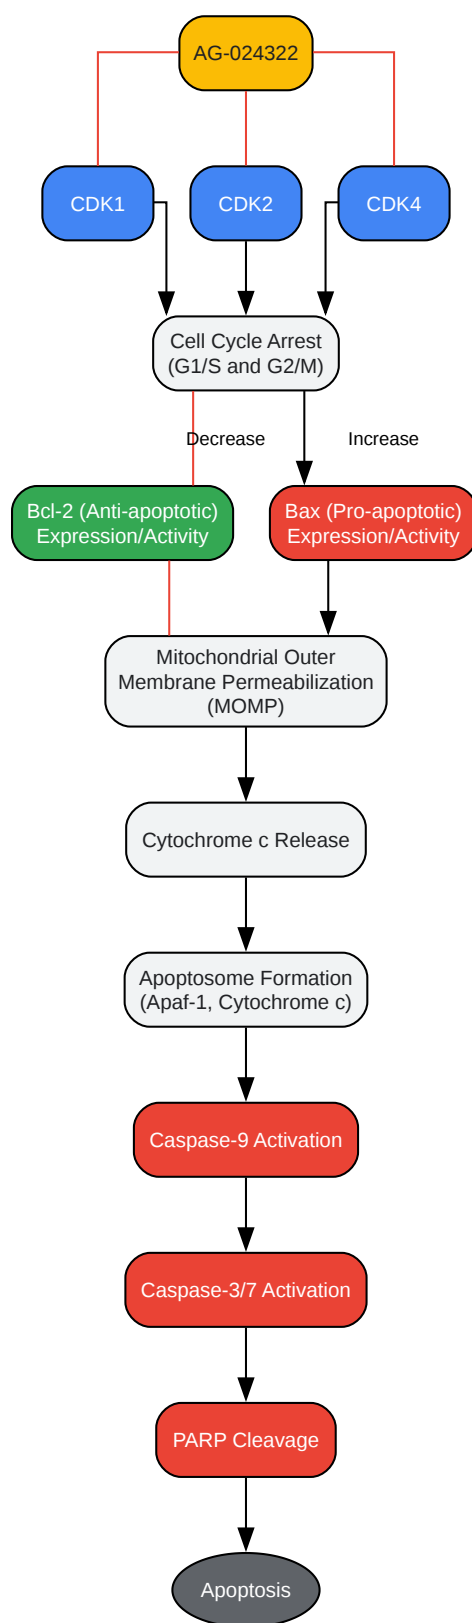 AG-024322
CDK1
CDK2
CDK4
Cell Cycle Arrest
(G1/S and G2/M)
Decrease
Increase
Bcl-2 (Anti-apoptotic)
Expression/Activity
Bax (Pro-apoptotic)
Expression/Activity
Mitochondrial Outer
Membrane Permeabilization
(MOMP)
Cytochrome c Release
Apoptosome Formation
(Apaf-1, Cytochrome c)
Caspase-9 Activation
Caspase-3/7 Activation
PARP Cleavage
Apoptosis